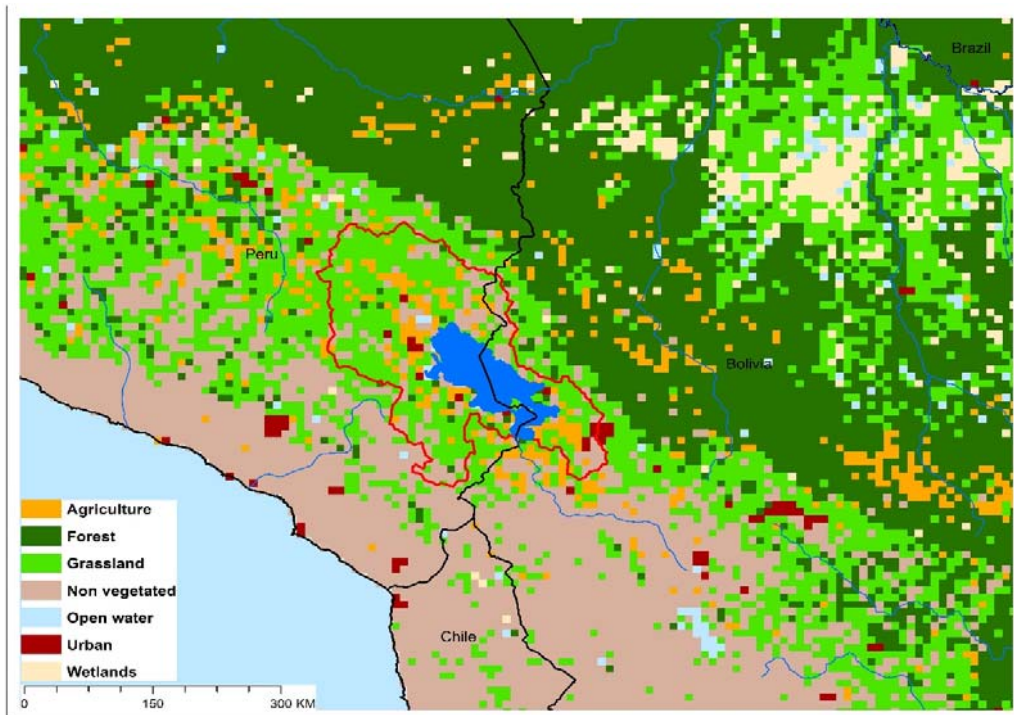 Brazil
Peru
Bolivia
Chile
Agriculture
Forest
Grassland
Non vegetated
Open water
Urban
Wetlands
0 150 300 KM